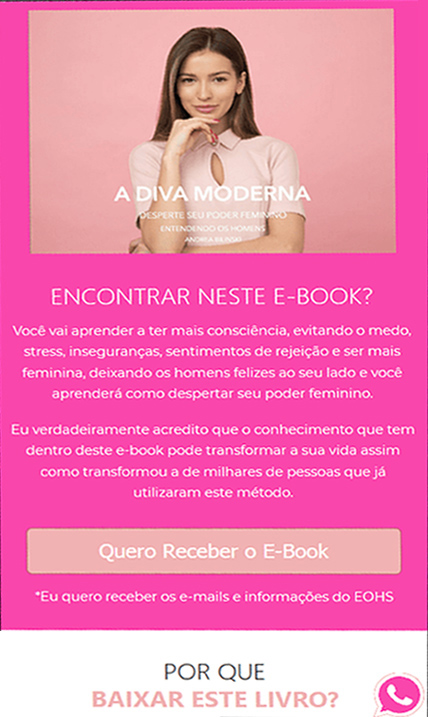 A DIVA MODERNA
DESPERTE SEU PODER FEMININO
ENTENDENDO OS HOMENS
ENCONTRAR NESTE E-BOOK?
Você vai aprender a ter mais consciência, evitando o medo,
stress, inseguranças, sentimentos de rejeição e ser mais
feminina, deixando os homens felizes ao seu lado e você
aprenderá como despertar seu poder feminino.
Eu verdadeiramente acredito que o conhecimento que tem
dentro deste e-book pode transformar a sua vida assim
como transformou a de milhares de pessoas que já
utilizaram este método.
Quero Receber o E-Book
*Eu quero receber os e-mails e informações do EOHS
POR QUE
BAIXAR ESTE LIVRO?